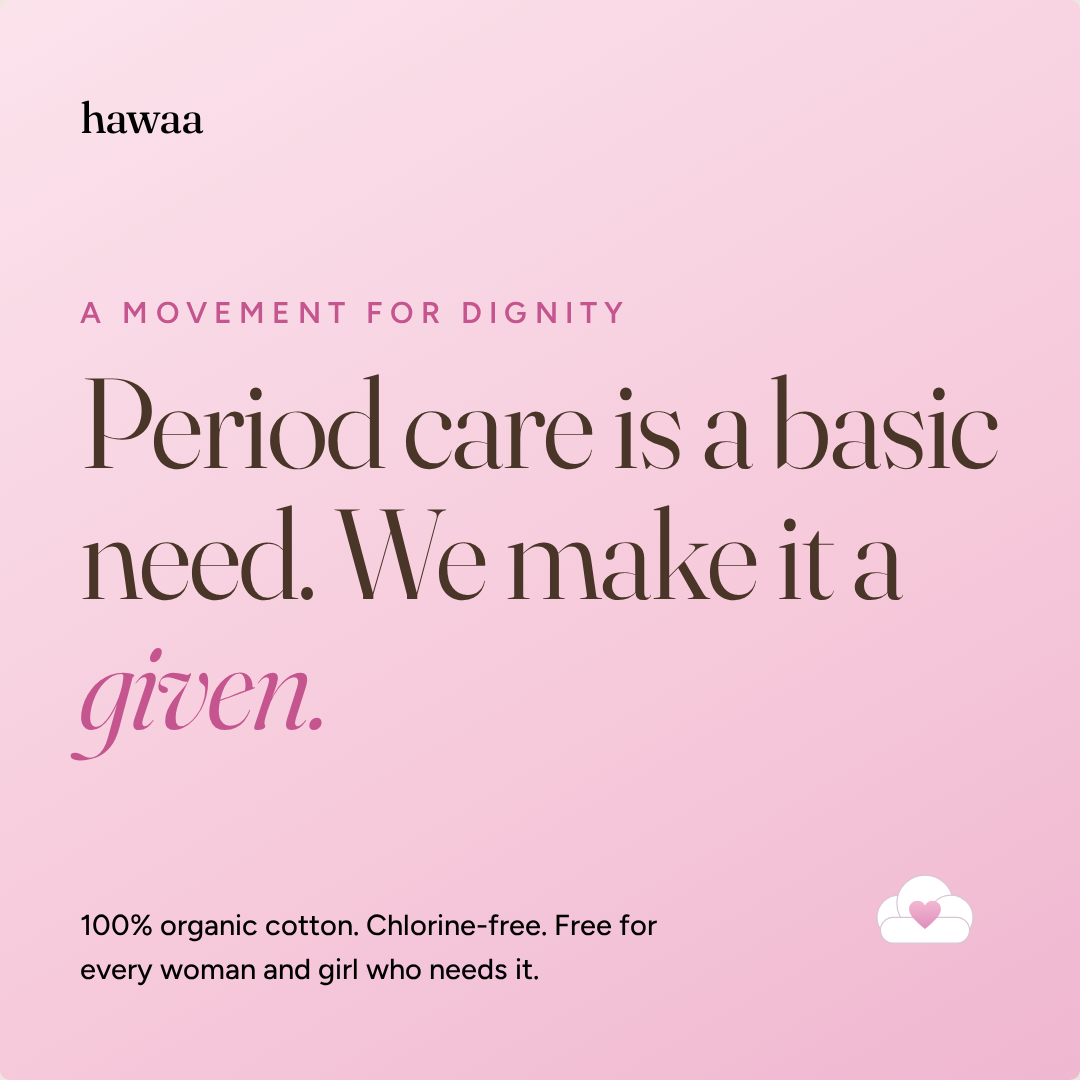 hawaa
A MOVEMENT FOR DIGNITY
Period care is a basic
need. We make it a
given.
100% organic cotton. Chlorine-free. Free for
every woman and girl who needs it.